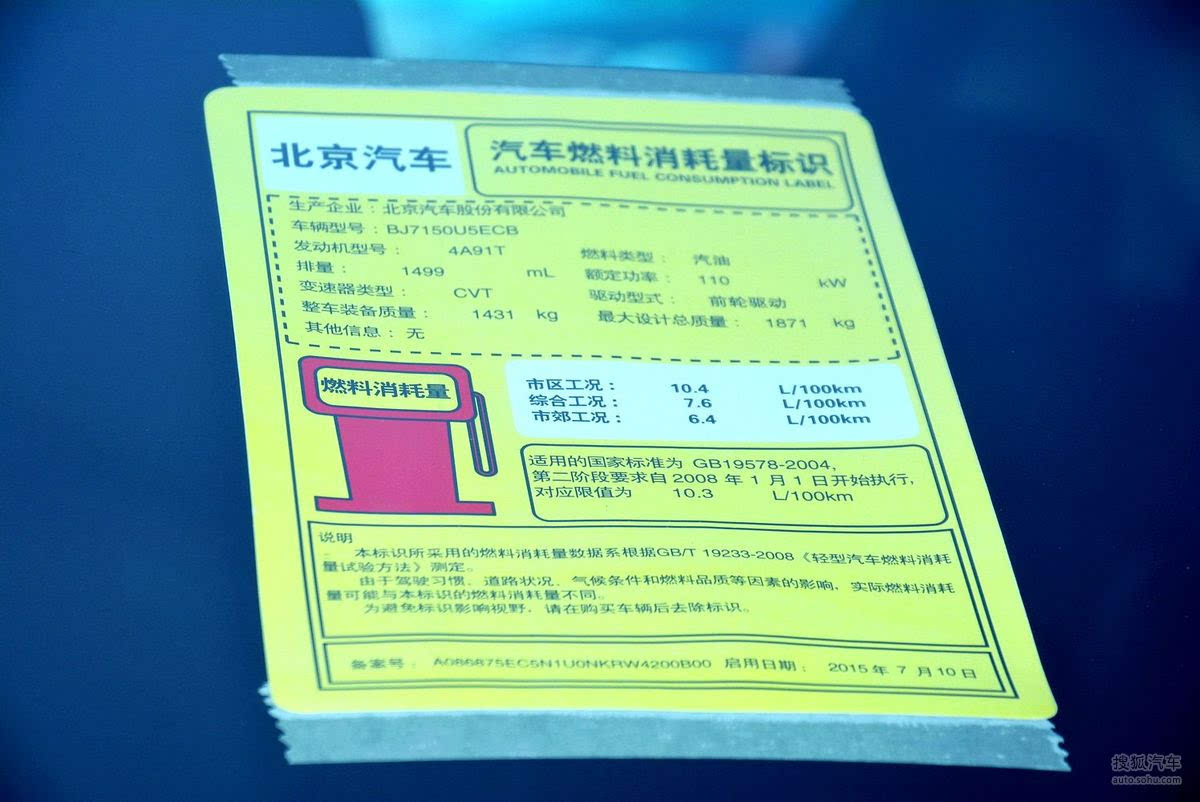 北京汽车
汽车燃料消耗量标识
AUTOMOBILE FUEL CONSUMPTION LABEL
生产企业：北京汽车股份有限公司
车辆型号：BJ7150U5ECB
发动机型号： 4A91T 燃料类型： 汽油
排量： 1499 mL 额定功率： 110 kW
变速器类型： CVT 驱动型式： 前轮驱动
整车装备质量： 1431 kg 最大设计总质量： 1871 kg
其他信息：无
燃料消耗量
市区工况： 10.4 L/100km
综合工况： 7.6 L/100km
市郊工况： 6.4 L/100km
适用的国家标准为 GB19578-2004,
第二阶段要求自2008 年 1 月 1 日开始执行,
对应限值为 10.3 L/100km
说明
本标识所采用的燃料消耗量数据系根据GB/T 19233-2008《轻型汽车燃料消耗
量试验方法》测定。
由于驾驶习惯、道路状况、气候条件和燃料品质等因素的影响，实际燃料消耗
量可能与本标识的燃料消耗量不同。
为避免标识影响视野，请在购买车辆后去除标识。
备案号： A086875EC5N1U0NKRW4200B00 启用日期： 2015 年 7 月 10 日
搜狐汽车
auto.sohu.com